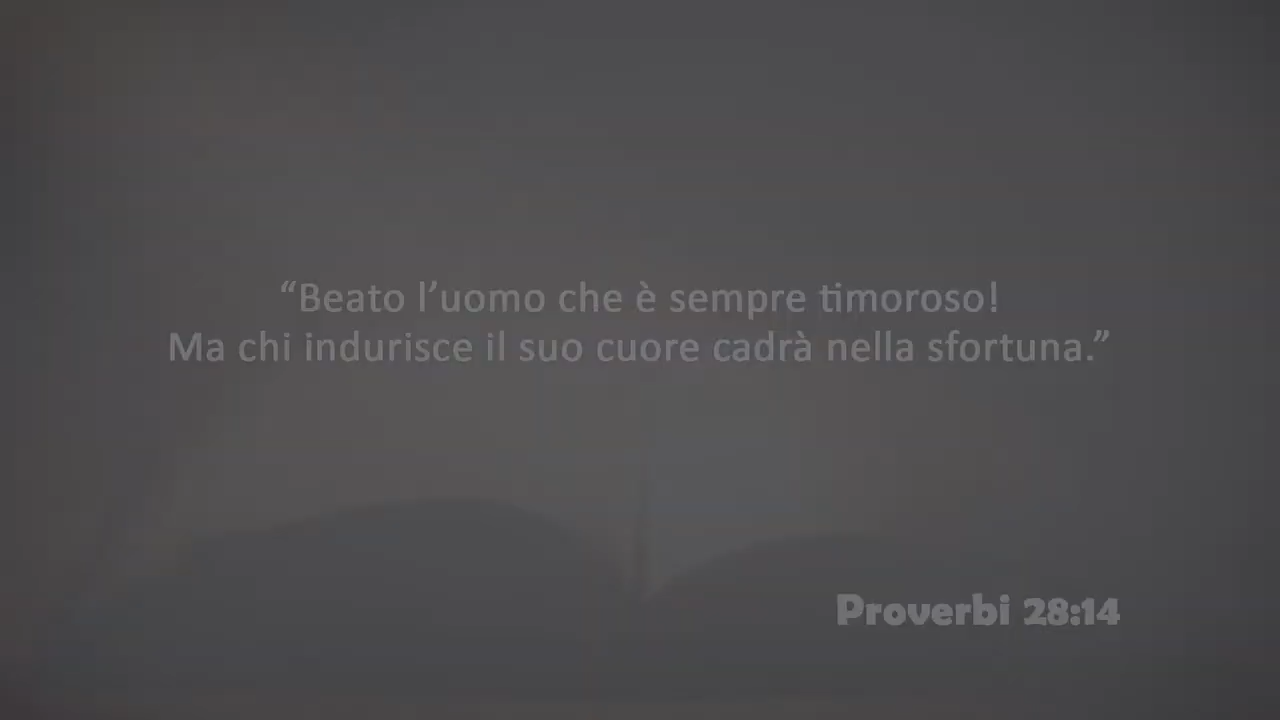 “Beato l’uomo che è sempre timoroso!
Ma chi indurisce il suo cuore cadrà nella sfortuna.”
Proverbi 28:14